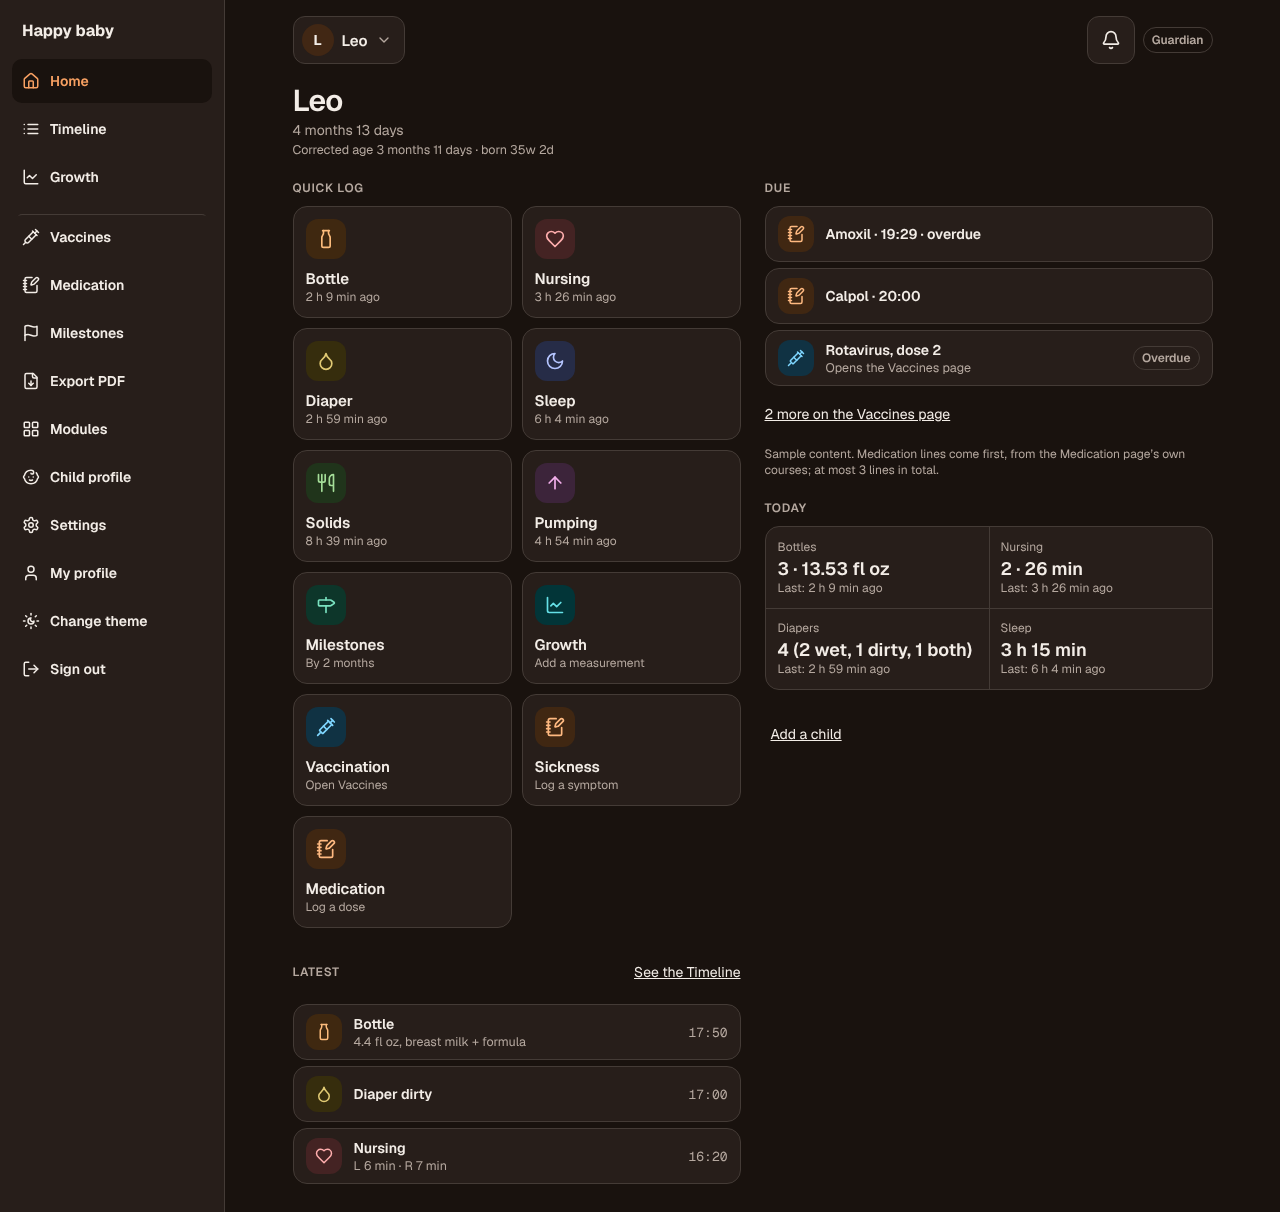 Happy baby
Home
Timeline
Growth
Vaccines
Medication
Milestones
Export PDF
Modules
Child profile
Settings
My profile
Change theme
Sign out
L Leo
Guardian
Leo
4 months 13 days
Corrected age 3 months 11 days · born 35w 2d
QUICK LOG
Bottle
2 h 9 min ago
Nursing
3 h 26 min ago
Diaper
2 h 59 min ago
Sleep
6 h 4 min ago
Solids
8 h 39 min ago
Pumping
4 h 54 min ago
Milestones
By 2 months
Growth
Add a measurement
Vaccination
Open Vaccines
Sickness
Log a symptom
Medication
Log a dose
LATEST
See the Timeline
Bottle
4.4 fl oz, breast milk + formula
17:50
Diaper dirty
17:00
Nursing
L 6 min · R 7 min
16:20
DUE
Amoxil · 19:29 · overdue
Calpol · 20:00
Rotavirus, dose 2
Opens the Vaccines page
Overdue
2 more on the Vaccines page
Sample content. Medication lines come first, from the Medication page's own
courses; at most 3 lines in total.
TODAY
Bottles
3 · 13.53 fl oz
Last: 2 h 9 min ago
Nursing
2 · 26 min
Last: 3 h 26 min ago
Diapers
4 (2 wet, 1 dirty, 1 both)
Last: 2 h 59 min ago
Sleep
3 h 15 min
Last: 6 h 4 min ago
Add a child